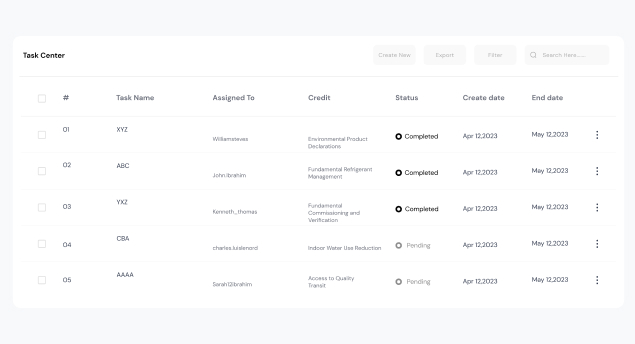 Task Center
Create New
Export
Filter
Search Here......
# Task Name Assigned To Credit Status Create date End date
01 XYZ Williamstevas Environmental Product Declarations Completed Apr 12,2023 May 12,2023
02 ABC John Ibrahim Fundamental Refrigerant Management Completed Apr 12,2023 May 12,2023
03 YXZ Kenneth_thomas Fundamental Commissioning and Verification Completed Apr 12,2023 May 12,2023
04 CBA charles.luislenord Indoor Water Use Reduction Pending Apr 12,2023 May 12,2023
05 AAAA Sarah12ibrahim Access to Quality Transit Pending Apr 12,2023 May 12,2023